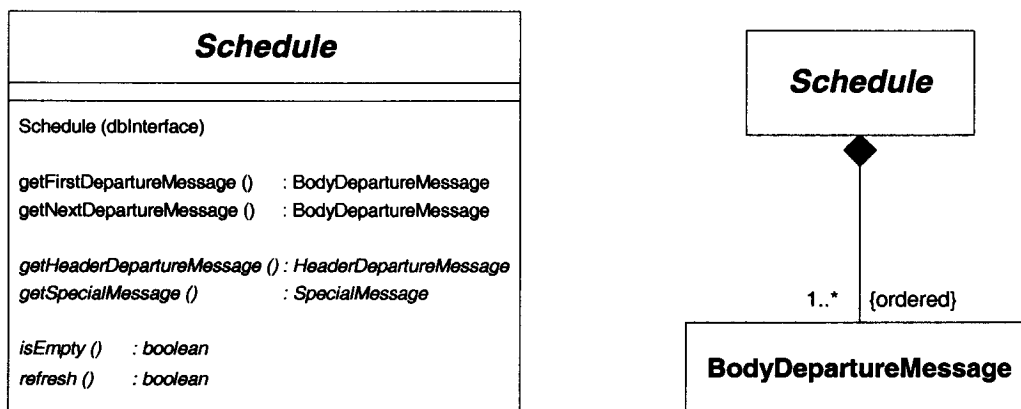 Schedule
Schedule (dbInterface)
getFirstDepartureMessage () : BodyDepartureMessage
getNextDepartureMessage () : BodyDepartureMessage
getHeaderDepartureMessage () : HeaderDepartureMessage
getSpecialMessage () : SpecialMessage
isEmpty () : boolean
refresh () : boolean
Schedule
1..* {ordered}
BodyDepartureMessage